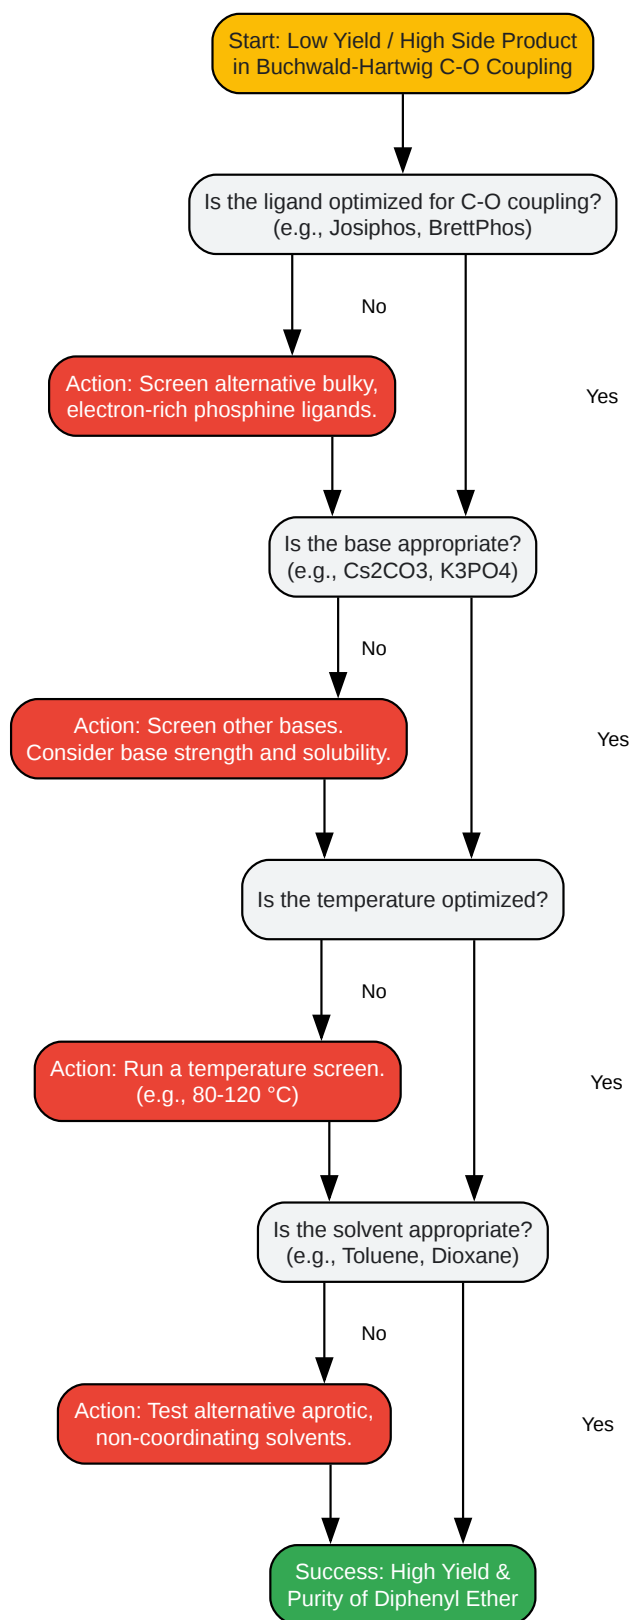 Start: Low Yield / High Side Product
in Buchwald-Hartwig C-O Coupling
Is the ligand optimized for C-O coupling?
(e.g., Josiphos, BrettPhos)
No
Action: Screen alternative bulky,
electron-rich phosphine ligands.
Yes
Is the base appropriate?
(e.g., Cs2CO3, K3PO4)
No
Action: Screen other bases.
Consider base strength and solubility.
Yes
Is the temperature optimized?
No
Action: Run a temperature screen.
(e.g., 80-120 °C)
Yes
Is the solvent appropriate?
(e.g., Toluene, Dioxane)
No
Action: Test alternative aprotic,
non-coordinating solvents.
Yes
Success: High Yield &
Purity of Diphenyl Ether